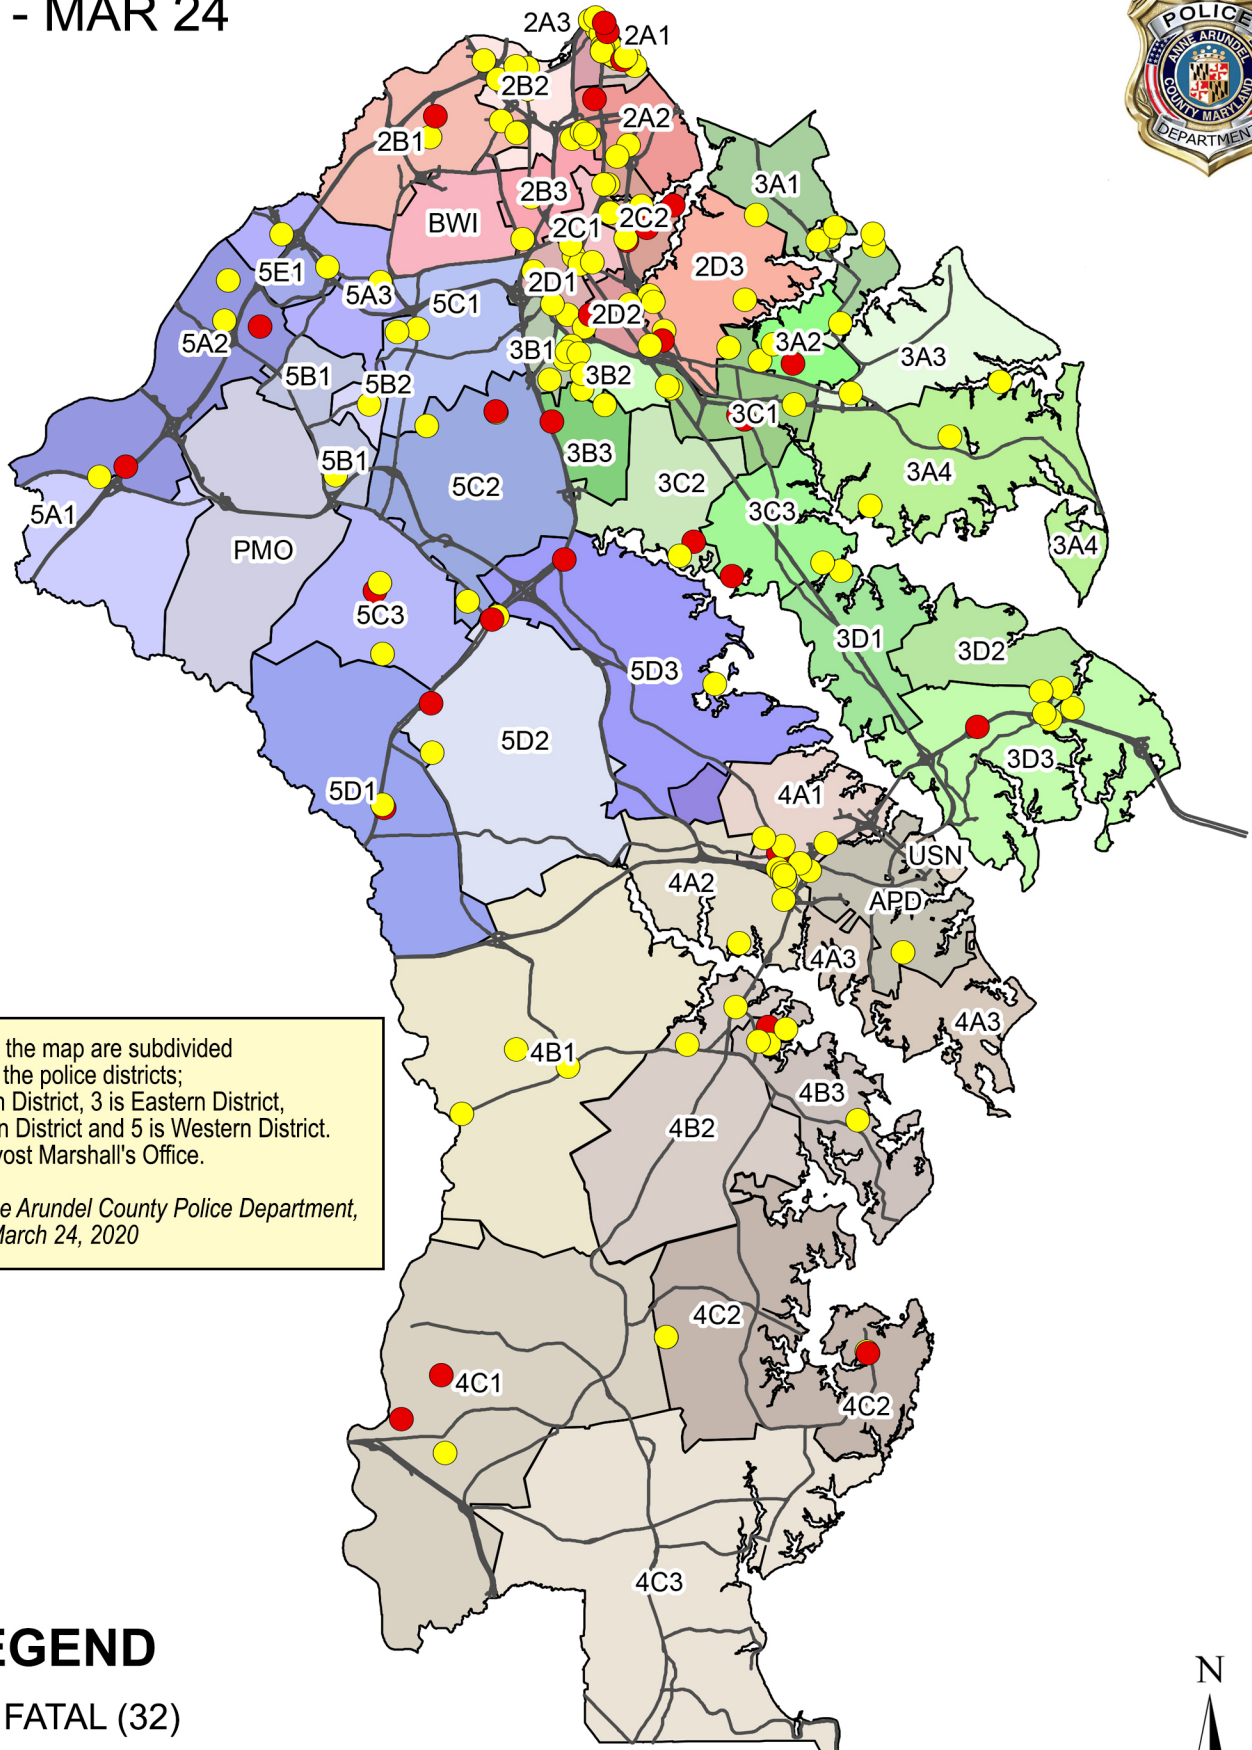 - MAR 24
POLICE
ANNE ARUNDEL
COUNTY MARYLAND
DEPARTMENT
2A3
2A1
2B2
2A2
2B1
3A1
2B3
2C2
BWI
2C1
2D3
5E1
2D1
5A3
5C1
2D2
5A2
3B1
3A2
3A3
5B1
5B2
3B2
3C1
5B1
3B3
3A4
5C2
3C2
5A1
3C3
PMO
3A4
5C3
3D1
3D2
5D3
5D2
3D3
5D1
4A1
USN
4A2
APD
4A3
4A3
the map are subdivided
the police districts;
District, 3 is Eastern District,
District and 5 is Western District.
Marshall's Office.
Arundel County Police Department,
March 24, 2020
4B1
4B3
4B2
4C2
4C1
4C2
4C3
EGEND
FATAL (32)
N